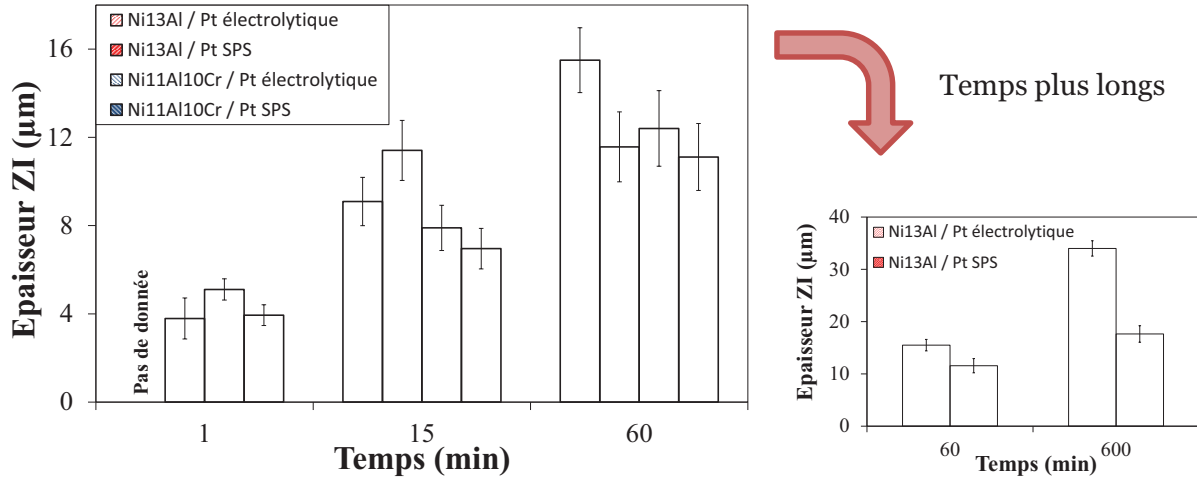 Ni13Al / Pt électrolytique
Ni13Al / Pt SPS
Ni11Al10Cr / Pt électrolytique
Ni11Al10Cr / Pt SPS
Epaisseur ZI (µm)
16
12
8
4
0
Pas de donnée
1
15
60
Temps (min)
Temps plus longs
Ni13Al / Pt électrolytique
Ni13Al / Pt SPS
Epaisseur ZI (µm)
40
30
20
10
0
60
600
Temps (min)